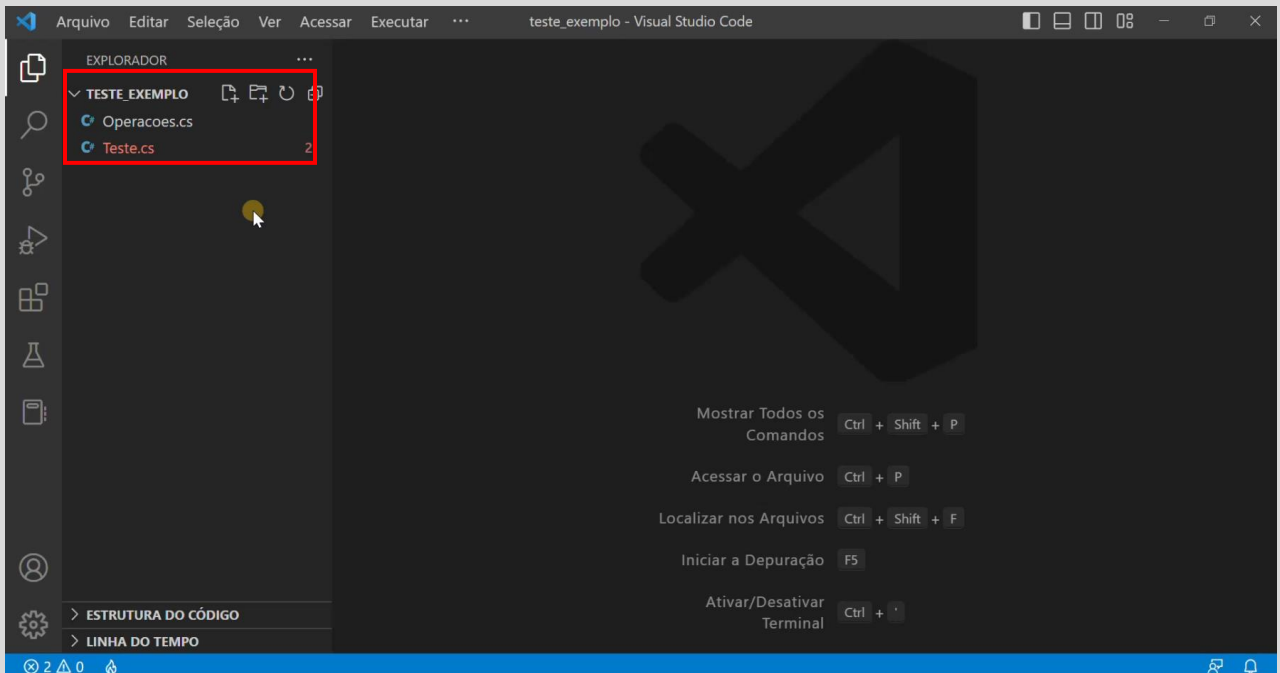 Arquivo Editar Seleção Ver Acessar Executar ··· teste_exemplo - Visual Studio Code
EXPLORADOR ···
TESTE_EXEMPLO
C# Operacoes.cs
C# Teste.cs 2
Mostrar Todos os
Comandos Ctrl + Shift + P
Acessar o Arquivo Ctrl + P
Localizar nos Arquivos Ctrl + Shift + F
Iniciar a Depuração F5
Ativar/Desativar
Terminal Ctrl + '
ESTRUTURA DO CÓDIGO
LINHA DO TEMPO
2 0